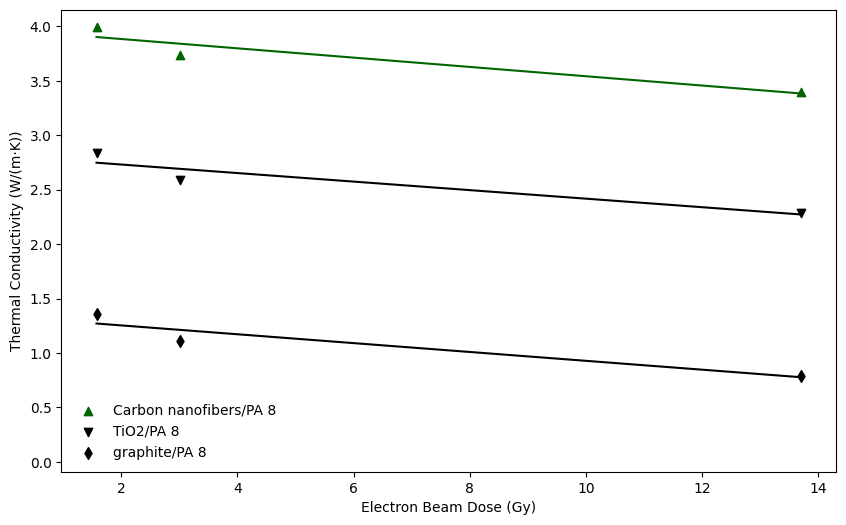 4.0
3.5
3.0
2.5
2.0
1.5
1.0
0.5
0.0
Thermal Conductivity (W/(m·K))
Carbon nanofibers/PA 8
TiO2/PA 8
graphite/PA 8
2 4 6 8 10 12 14
Electron Beam Dose (Gy)